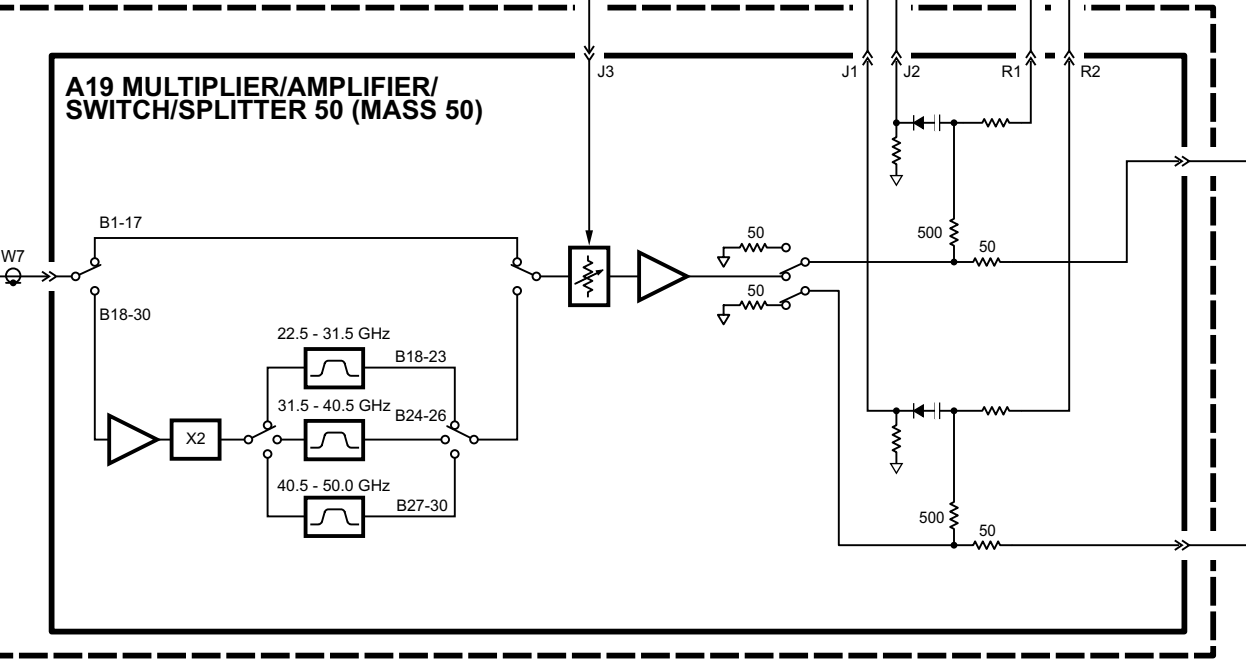 J3
J1
J2
R1
R2
A19 MULTIPLIER/AMPLIFIER/
SWITCH/SPLITTER 50 (MASS 50)
B1-17
W7
B18-30
50
500
50
50
22.5 - 31.5 GHz
B18-23
31.5 - 40.5 GHz
B24-26
X2
40.5 - 50.0 GHz
B27-30
500
50